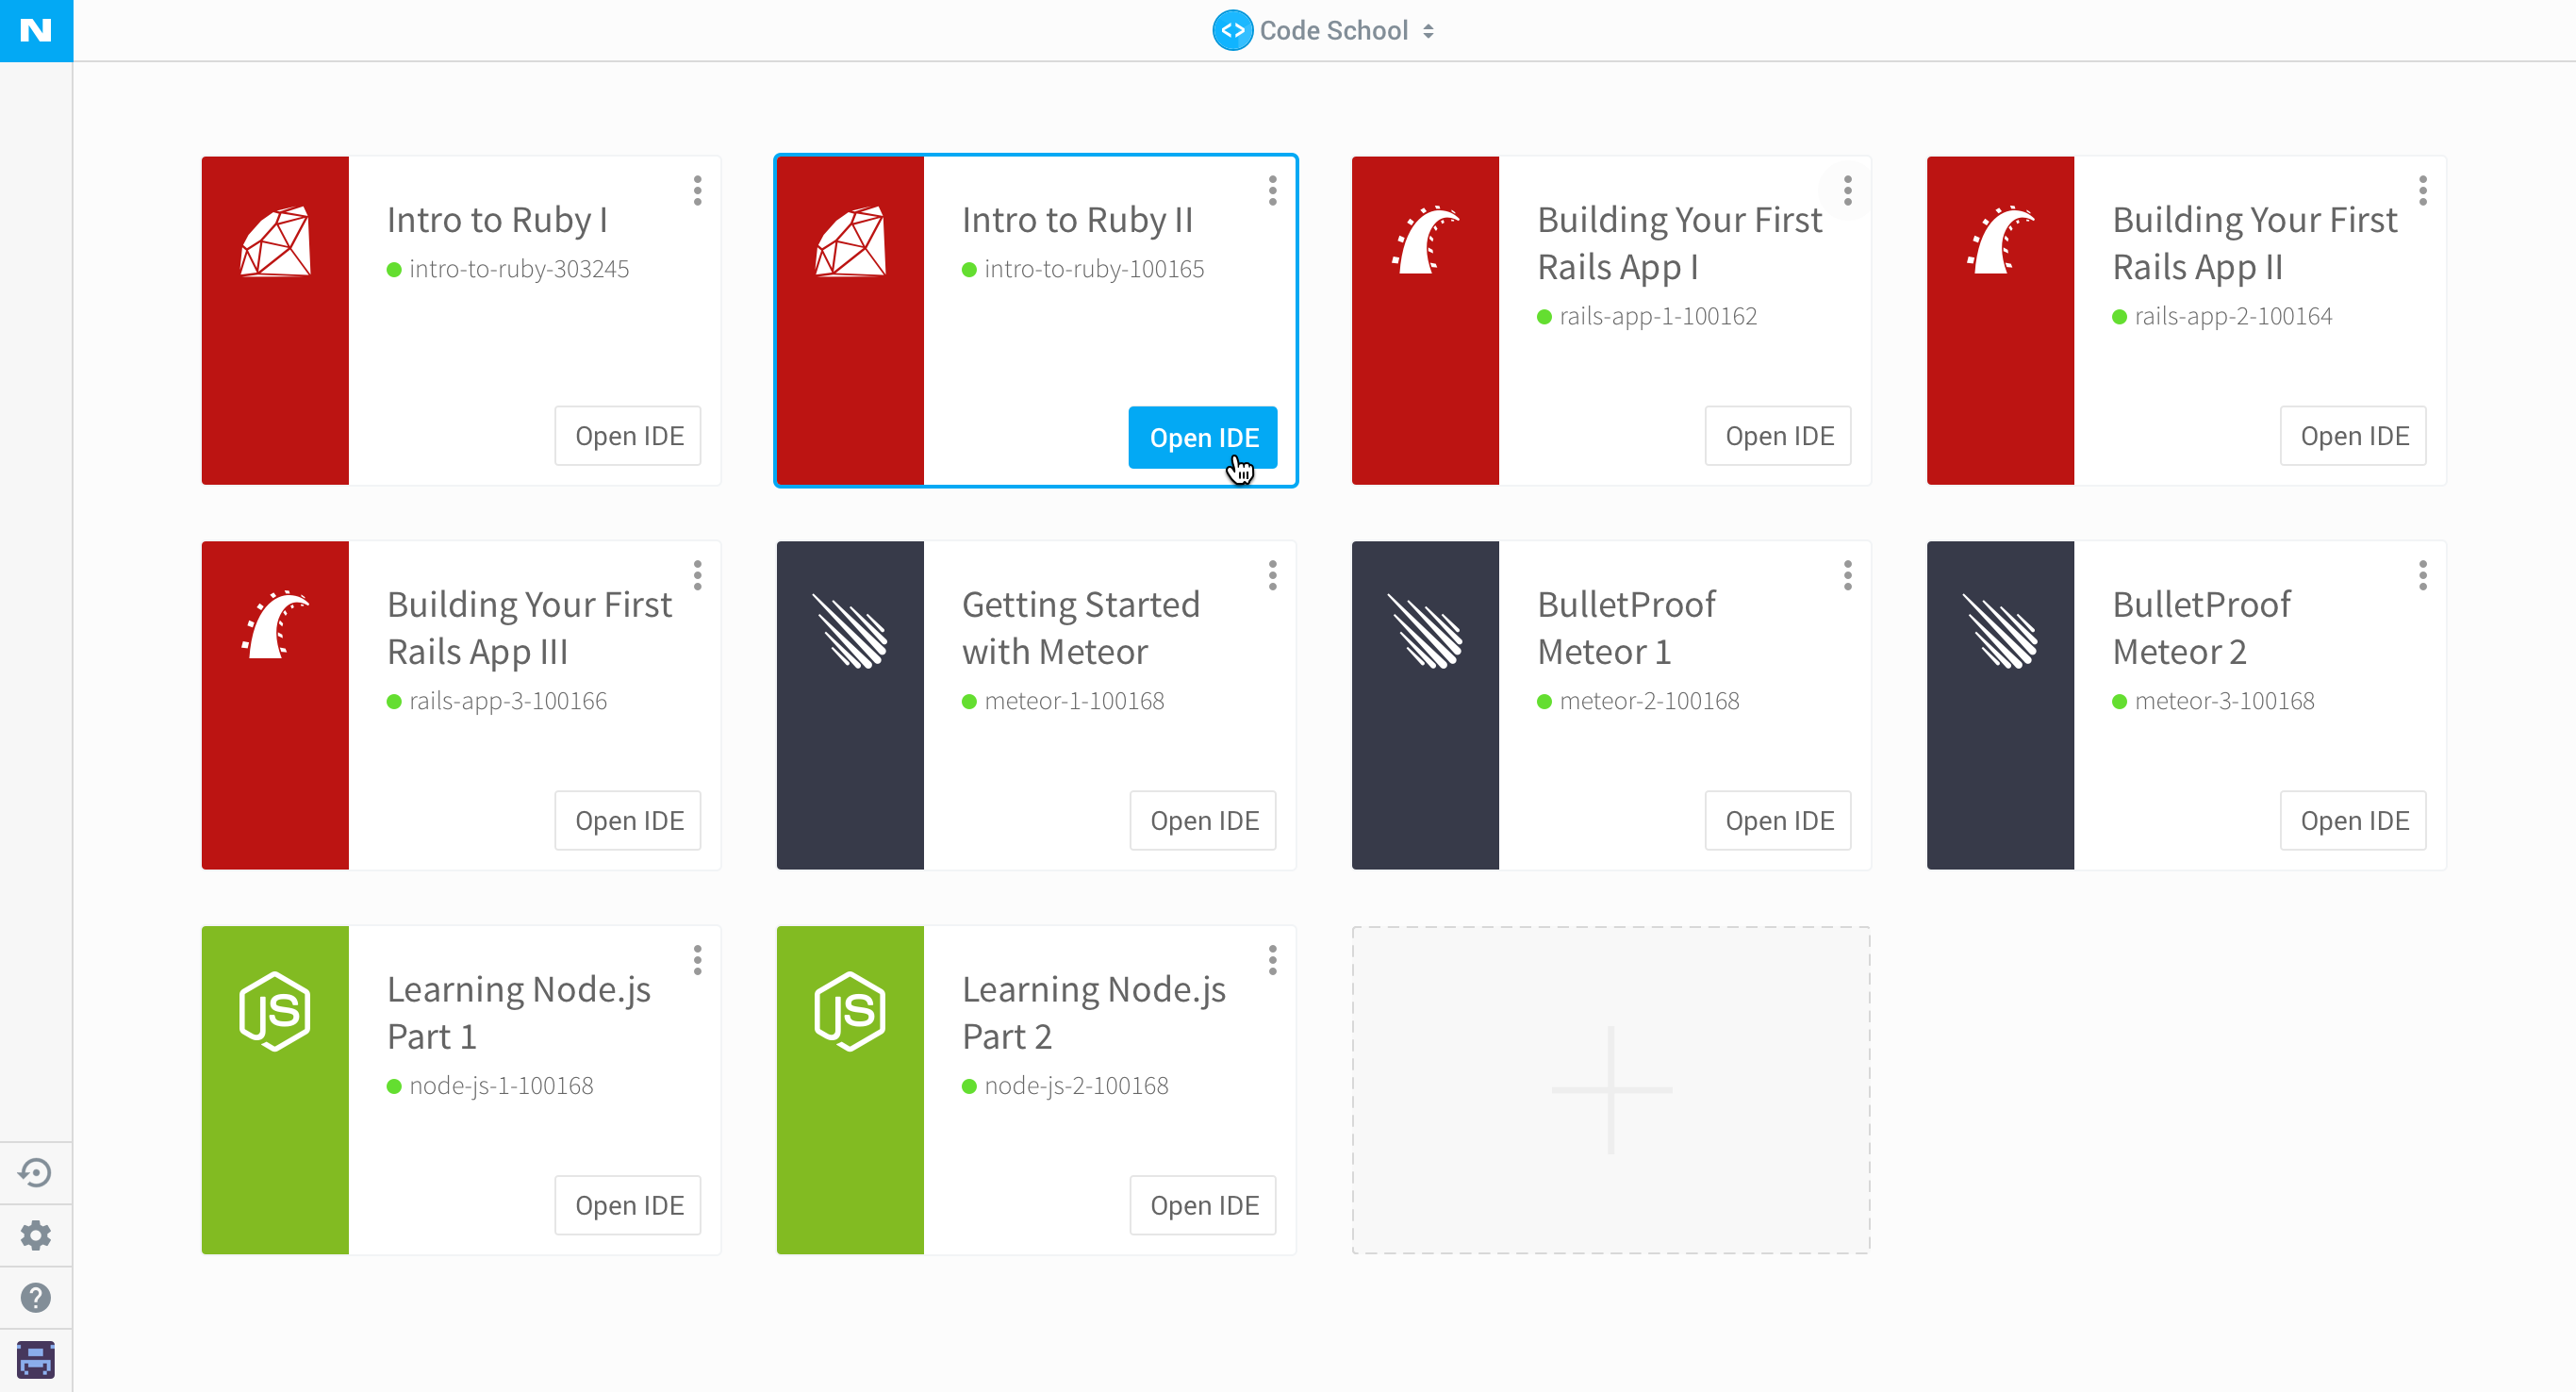 N
<> Code School
Intro to Ruby I
intro-to-ruby-303245
Open IDE
Intro to Ruby II
intro-to-ruby-100165
Open IDE
Building Your First
Rails App I
rails-app-1-100162
Open IDE
Building Your First
Rails App II
rails-app-2-100164
Open IDE
Building Your First
Rails App III
rails-app-3-100166
Open IDE
Getting Started
with Meteor
meteor-1-100168
Open IDE
BulletProof
Meteor 1
meteor-2-100168
Open IDE
BulletProof
Meteor 2
meteor-3-100168
Open IDE
JS
Learning Node.js
Part 1
node-js-1-100168
Open IDE
JS
Learning Node.js
Part 2
node-js-2-100168
Open IDE
?